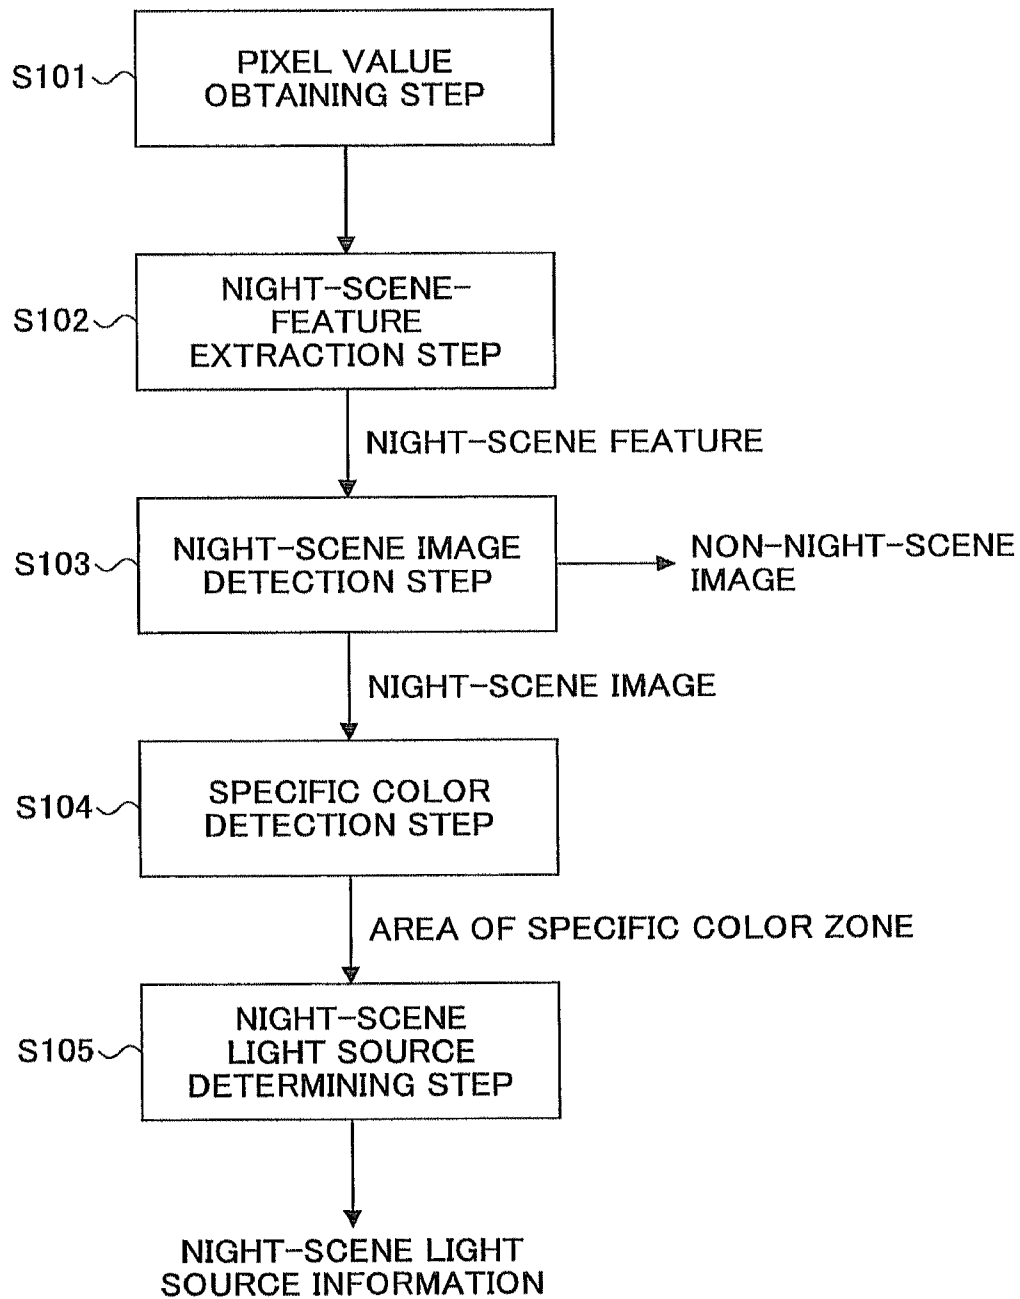 S101
PIXEL VALUE
OBTAINING STEP
S102
NIGHT-SCENE-
FEATURE
EXTRACTION STEP
NIGHT-SCENE FEATURE
S103
NIGHT-SCENE IMAGE
DETECTION STEP
NON-NIGHT-SCENE
IMAGE
NIGHT-SCENE IMAGE
S104
SPECIFIC COLOR
DETECTION STEP
AREA OF SPECIFIC COLOR ZONE
S105
NIGHT-SCENE
LIGHT SOURCE
DETERMINING STEP
NIGHT-SCENE LIGHT
SOURCE INFORMATION